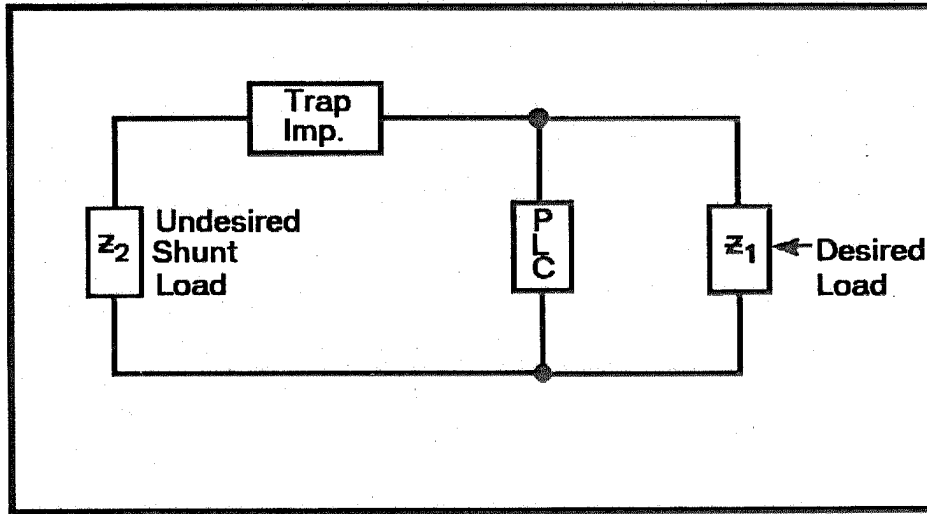 Trap
Imp.
Z2
Undesired
Shunt
Load
P
L
C
Z1
Desired
Load